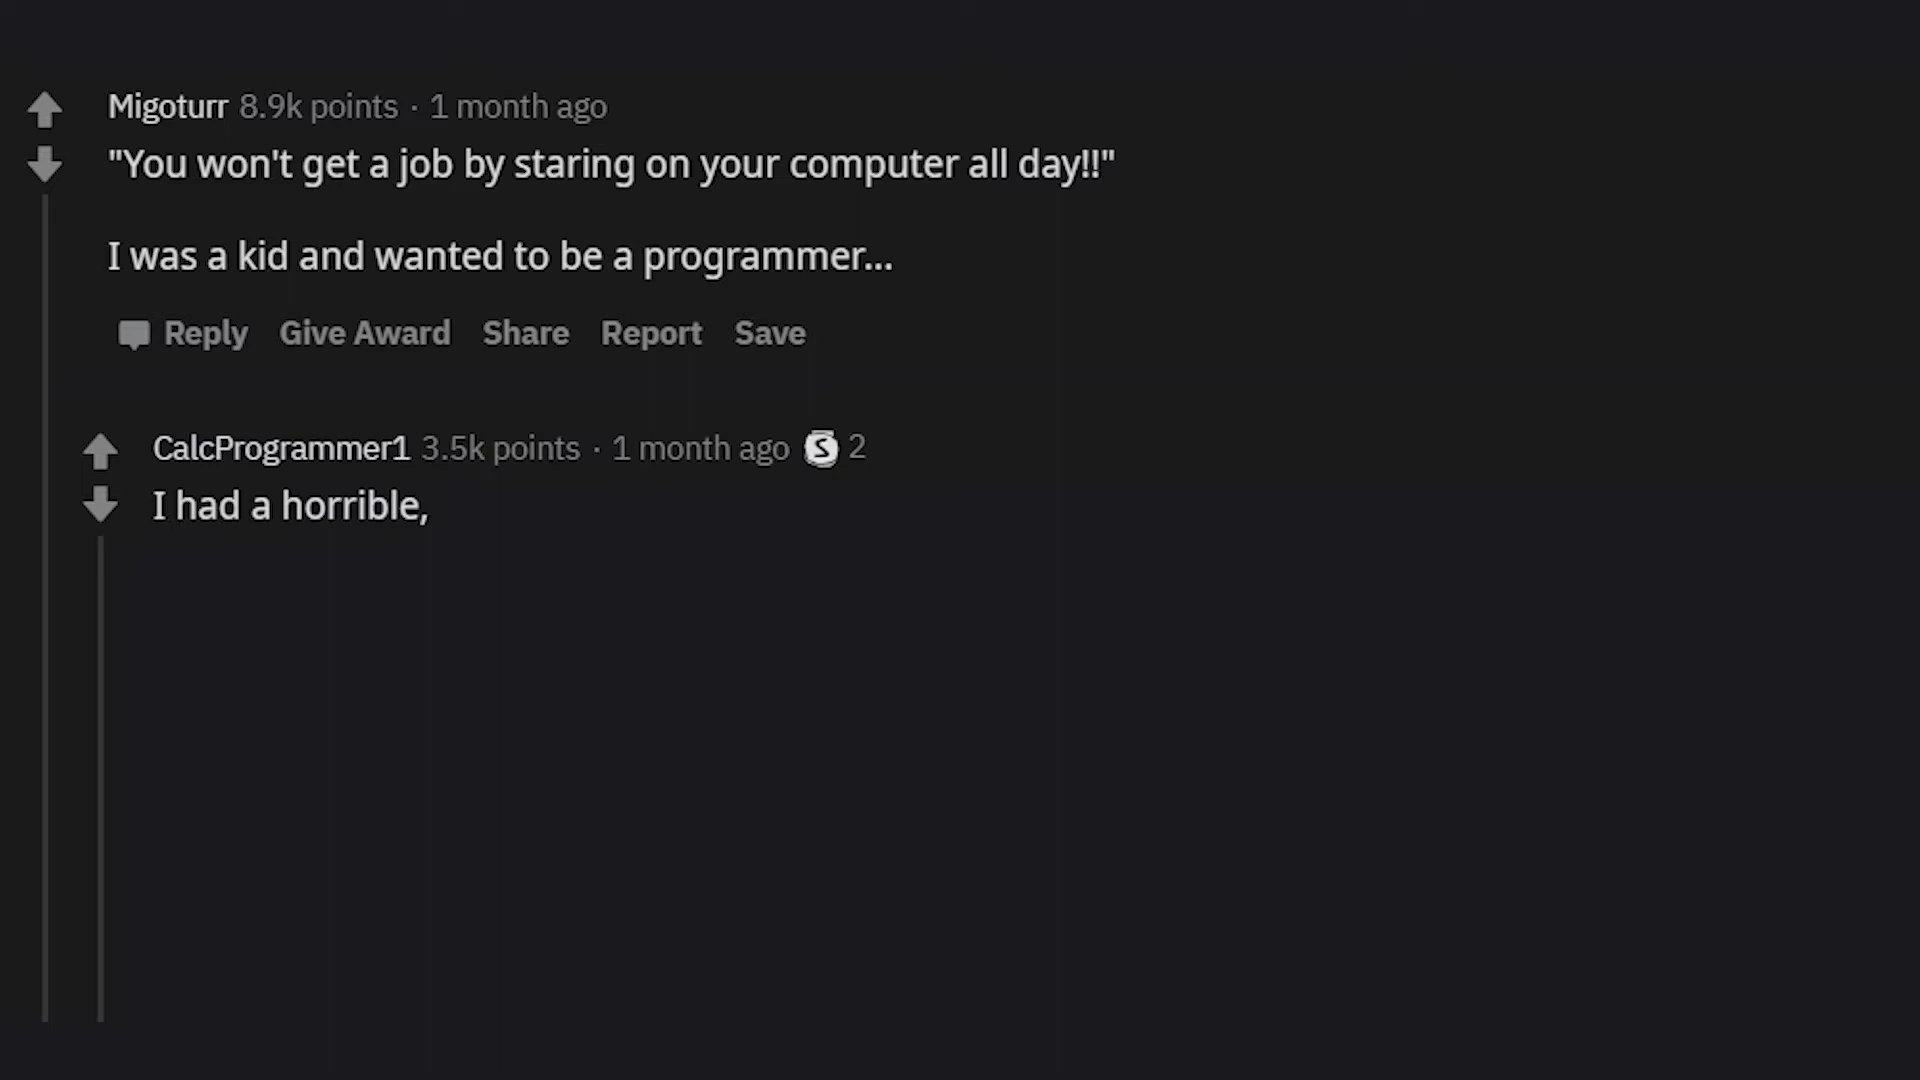 Migoturr 8.9k points · 1 month ago
"You won't get a job by staring on your computer all day!!"
I was a kid and wanted to be a programmer...
Reply Give Award Share Report Save
CalcProgrammer1 3.5k points · 1 month ago S 2
I had a horrible,